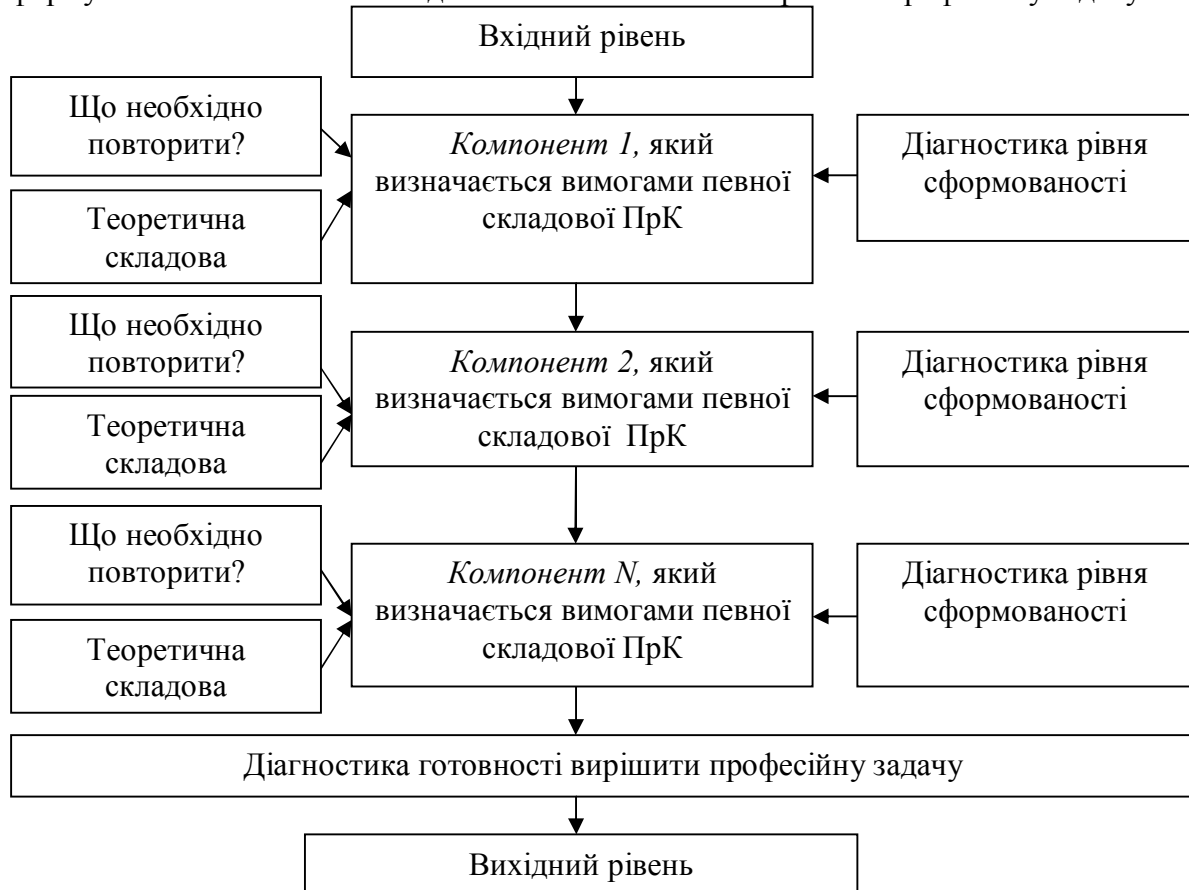 Вхідний рівень
Що необхідно
повторити?
Теоретична
складова
Компонент 1, який
визначається вимогами певної
складової ПрК
Діагностика рівня
сформованості
Що необхідно
повторити?
Теоретична
складова
Компонент 2, який
визначається вимогами певної
складової ПрК
Діагностика рівня
сформованості
Що необхідно
повторити?
Теоретична
складова
Компонент N, який
визначається вимогами певної
складової ПрК
Діагностика рівня
сформованості
Діагностика готовності вирішити професійну задачу
Вихідний рівень